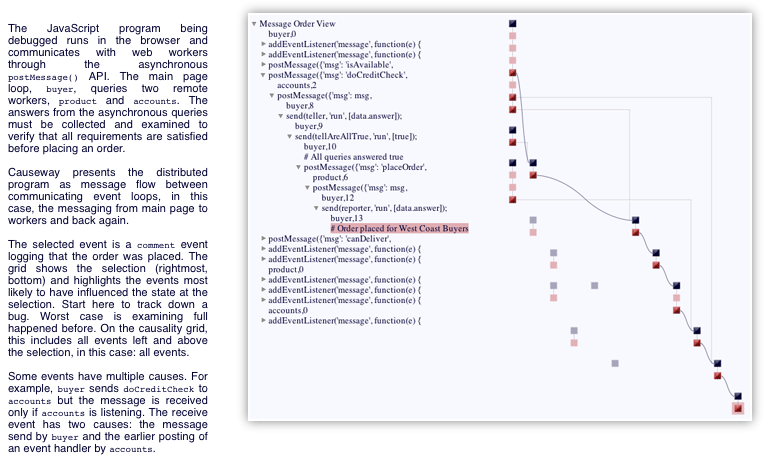 The JavaScript program being
debugged runs in the browser and
communicates with web workers
through the asynchronous
postMessage() API. The main page
loop, buyer, queries two remote
workers, product and accounts. The
answers from the asynchronous queries
must be collected and examined to
verify that all requirements are satisfied
before placing an order.
Causeway presents the distributed
program as message flow between
communicating event loops, in this
case, the messaging from main page to
workers and back again.
The selected event is a comment event
logging that the order was placed. The
grid shows the selection (rightmost,
bottom) and highlights the events most
likely to have influenced the state at the
selection. Start here to track down a
bug. Worst case is examining full
happened before. On the causality grid,
this includes all events left and above
the selection, in this case: all events.
Some events have multiple causes. For
example, buyer sends doCreditCheck to
accounts but the message is received
only if accounts is listening. The receive
event has two causes: the message
send by buyer and the earlier posting of
an event handler by accounts.
Message Order View
buyer,0
addEventListener('message', function(e) {
addEventListener('message', function(e) {
postMessage({'msg': 'isAvailable',
postMessage({'msg': 'doCreditCheck',
accounts,2
postMessage({'msg': msg,
buyer,8
send(teller, 'run', [data.answer]);
buyer,9
send(tellAreAllTrue, 'run', [true]);
buyer,10
# All queries answered true
postMessage({'msg': 'placeOrder',
product,6
postMessage({'msg': msg,
buyer,12
send(reporter, 'run', [data.answer]);
buyer,13
# Order placed for West Coast Buyers
postMessage({'msg': 'canDeliver',
addEventListener('message', function(e) {
addEventListener('message', function(e) {
product,0
addEventListener('message', function(e) {
addEventListener('message', function(e) {
addEventListener('message', function(e) {
accounts,0
addEventListener('message', function(e) {